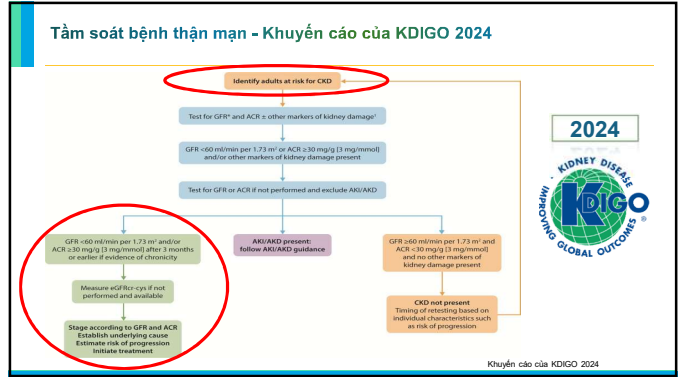 Tầm soát bệnh thận mạn - Khuyến cáo của KDIGO 2024
Identify adults at risk for CKD
Test for GFR* and ACR ± other markers of kidney damage†
GFR <60 ml/min per 1.73 m² or ACR ≥30 mg/g [3 mg/mmol]
and/or other markers of kidney damage present
Test for GFR or ACR if not performed and exclude AKI/AKD
GFR <60 ml/min per 1.73 m² and/or
ACR ≥30 mg/g [3 mg/mmol] after 3 months
or earlier if evidence of chronicity
Measure eGFRcr-cys if not
performed and available
Stage according to GFR and ACR
Establish underlying cause
Estimate risk of progression
Initiate treatment
AKI/AKD present:
follow AKI/AKD guidance
GFR ≥60 ml/min per 1.73 m² and
ACR <30 mg/g [3 mg/mmol]
and no other markers of
kidney damage present
CKD not present
Timing of retesting based on
individual characteristics such
as risk of progression
2024
KIDNEY DISEASE
KDIGO
®
IMPROVING GLOBAL OUTCOMES
Khuyến cáo của KDIGO 2024